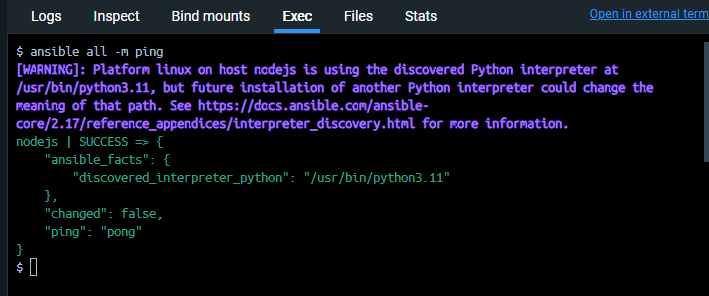 Logs Inspect Bind mounts Exec Files Stats Open in external term
$ ansible all -m ping
[WARNING]: Platform linux on host nodejs is using the discovered Python interpreter at
/usr/bin/python3.11, but future installation of another Python interpreter could change the
meaning of that path. See https://docs.ansible.com/ansible-
core/2.17/reference_appendices/interpreter_discovery.html for more information.
nodejs | SUCCESS => {
    "ansible_facts": {
        "discovered_interpreter_python": "/usr/bin/python3.11"
    },
    "changed": false,
    "ping": "pong"
}
$